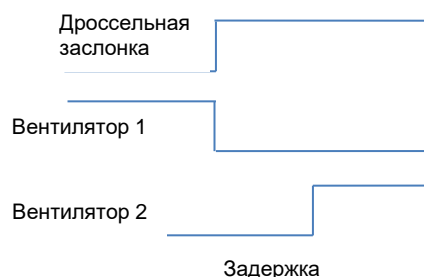 Дроссельная
заслонка
Вентилятор 1
Вентилятор 2
Задержка